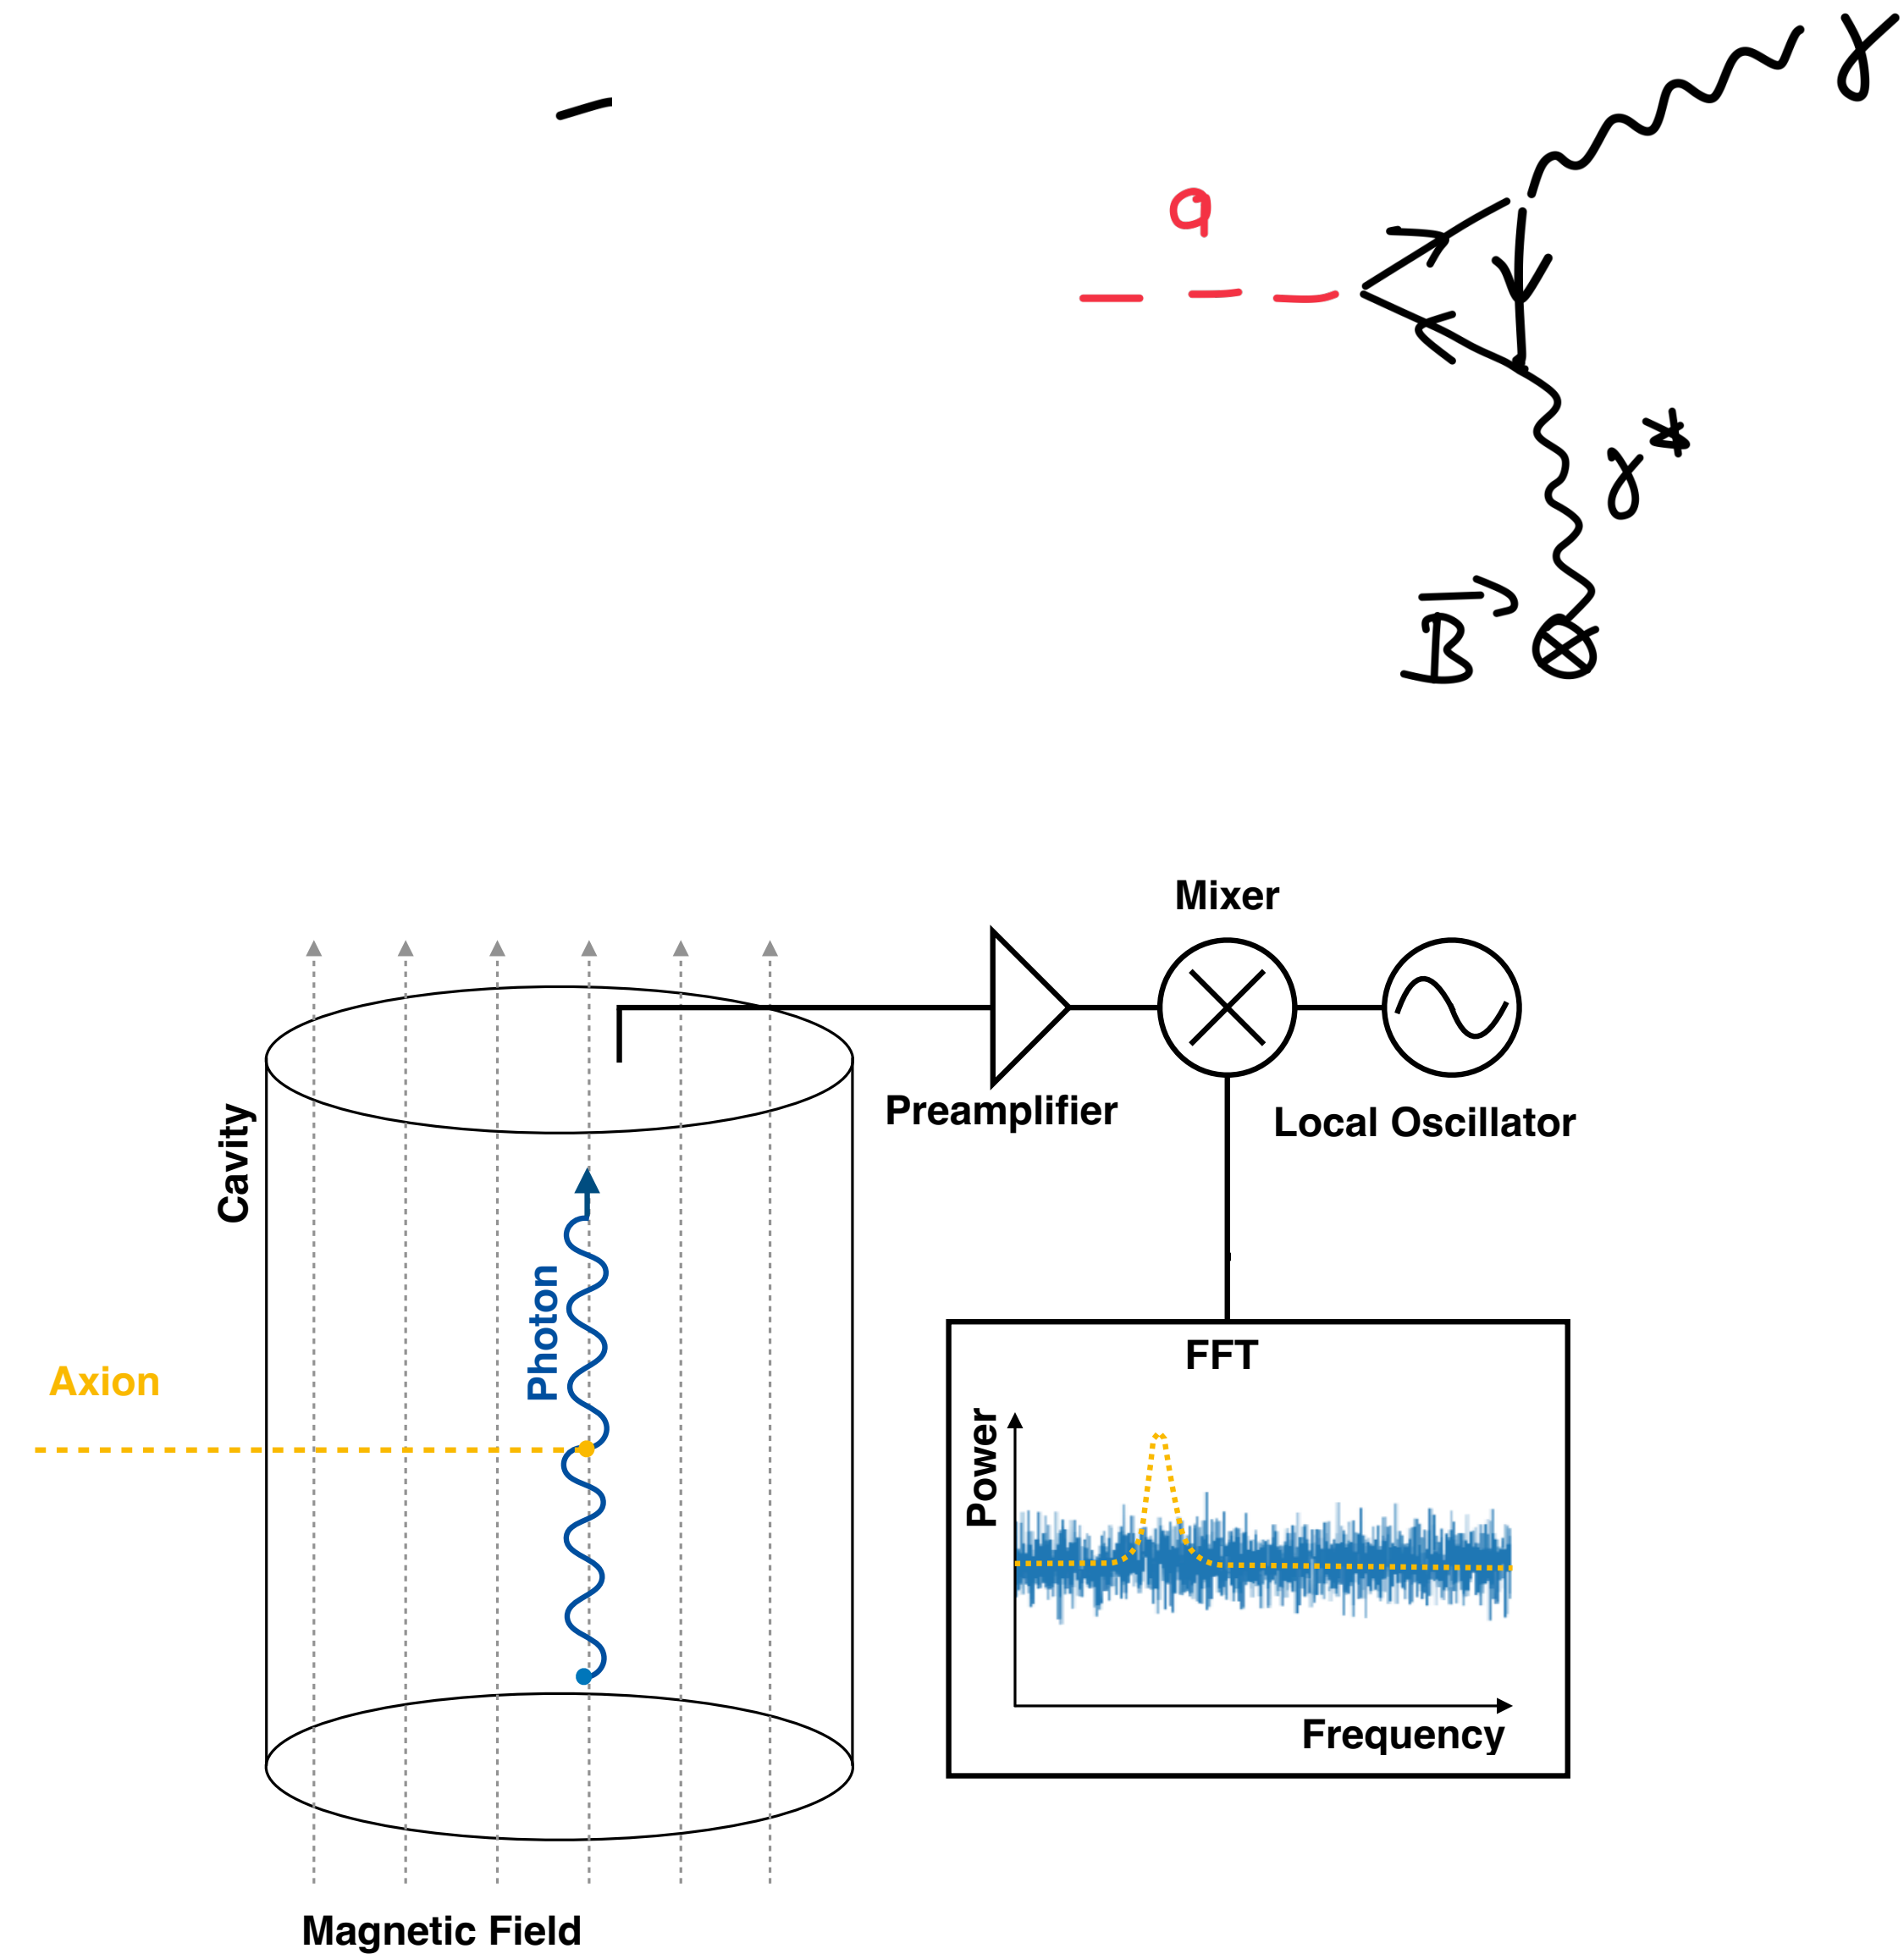 γ
a
γ*
B
Mixer
Preamplifier
Local Oscillator
Cavity
Photon
Axion
FFT
Power
Frequency
Magnetic Field